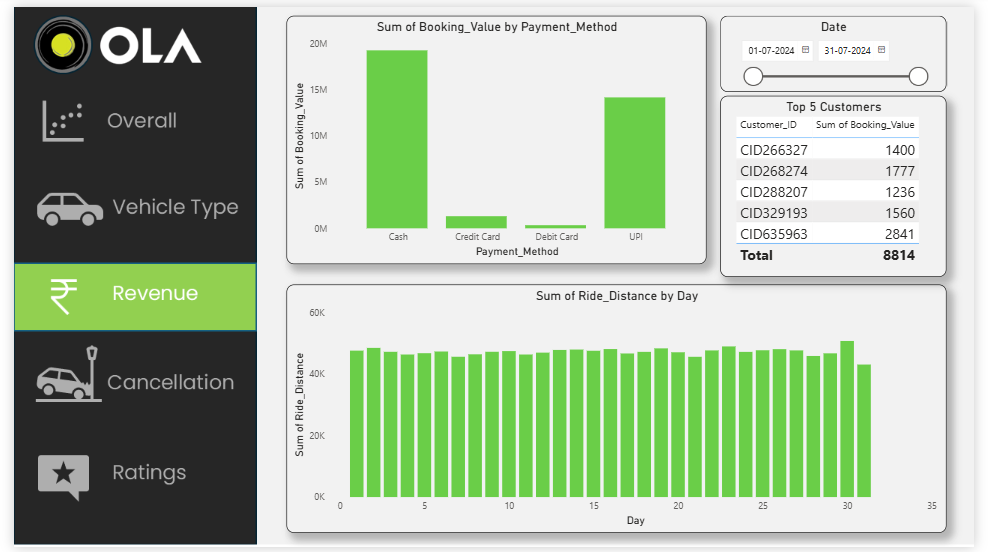 OLA
Overall
Vehicle Type
Revenue
Cancellation
Ratings
Sum of Booking_Value by Payment_Method
Sum of Booking_Value
20M
15M
10M
5M
0M
Cash Credit Card Debit Card UPI
Payment_Method
Date
01-07-2024 31-07-2024
Top 5 Customers
Customer_ID Sum of Booking_Value
CID266327 1400
CID268274 1777
CID288207 1236
CID329193 1560
CID635963 2841
Total 8814
Sum of Ride_Distance by Day
Sum of Ride_Distance
60K
40K
20K
0K
0 5 10 15 20 25 30 35
Day